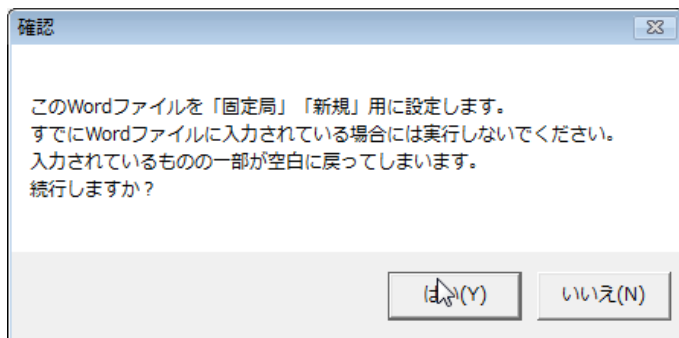 確認
このWordファイルを「固定局」「新規」用に設定します。
すでにWordファイルに入力されている場合には実行しないでください。
入力されているものの一部が空白に戻ってしまいます。
続行しますか？
はい(Y)
いいえ(N)